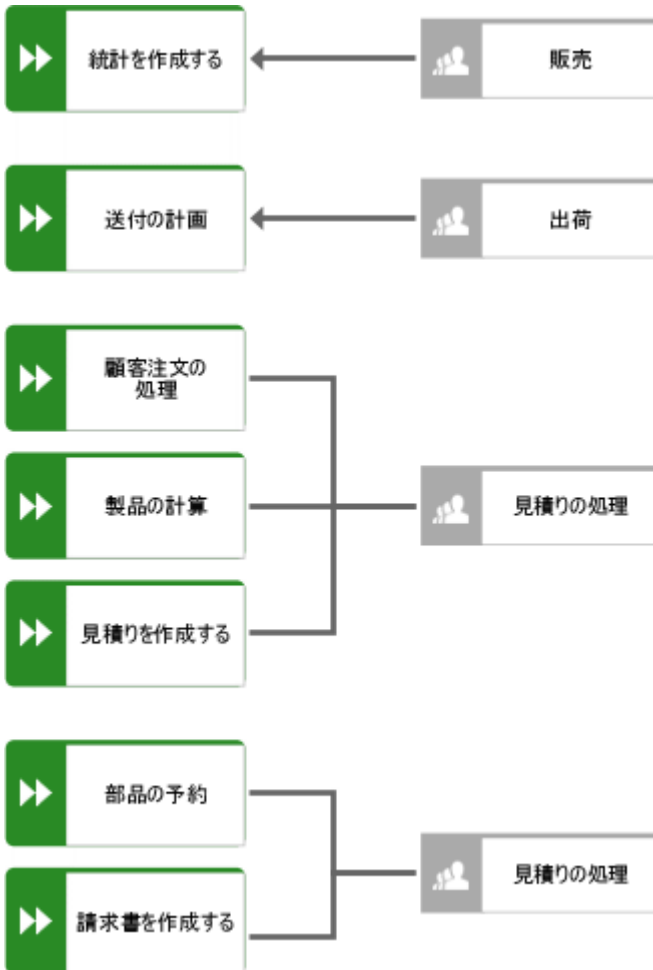 統計を作成する
販売
送付の計画
出荷
顧客注文の
処理
製品の計算
見積りの処理
見積りを作成する
部品の予約
見積りの処理
請求書を作成する